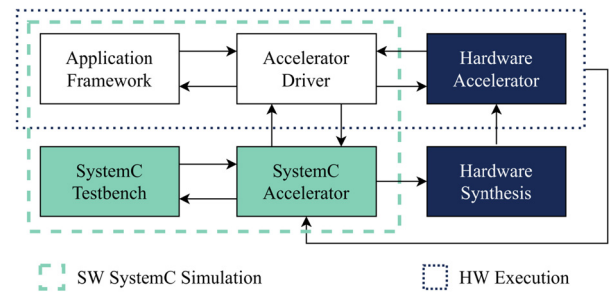 Application
Framework
Accelerator
Driver
Hardware
Accelerator
SystemC
Testbench
SystemC
Accelerator
Hardware
Synthesis
SW SystemC Simulation
HW Execution